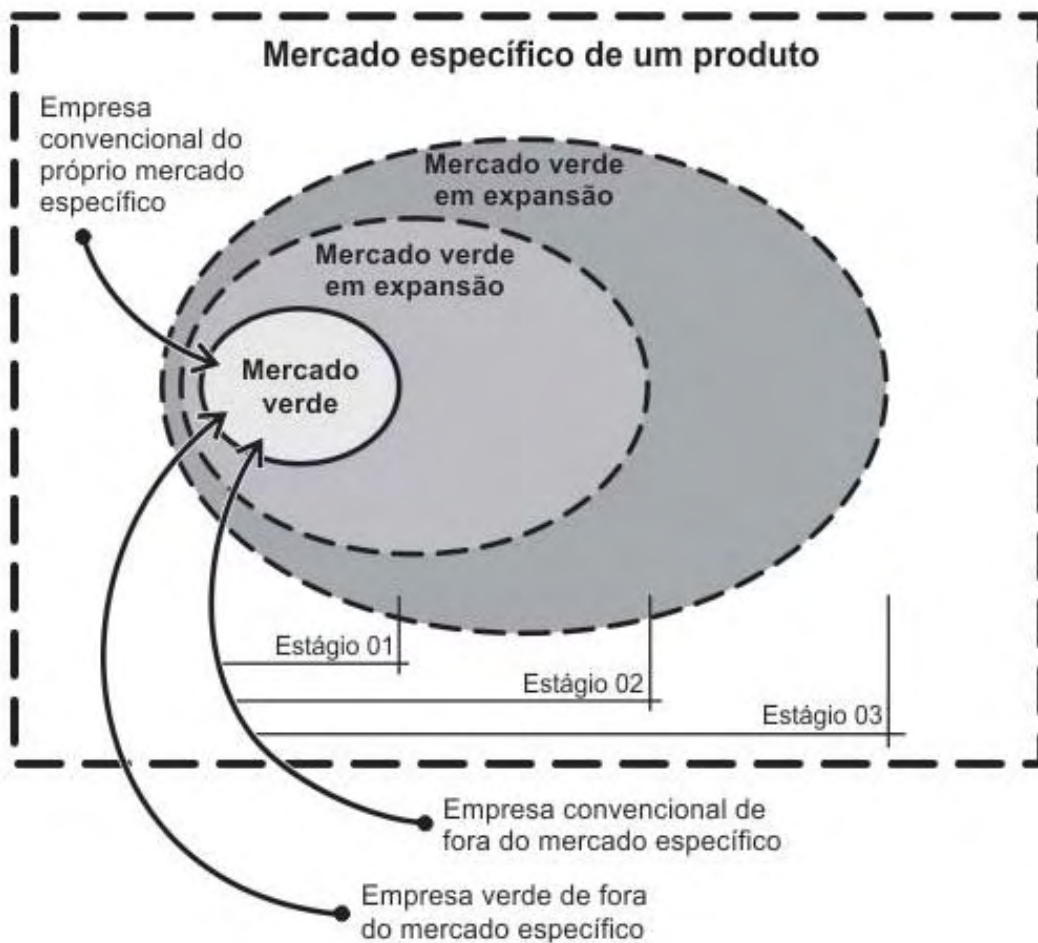 Mercado específico de um produto
Empresa
convencional do
próprio mercado
específico
Mercado verde
em expansão
Mercado verde
em expansão
Mercado
verde
Estágio 01
Estágio 02
Estágio 03
Empresa convencional de
fora do mercado específico
Empresa verde de fora
do mercado específico